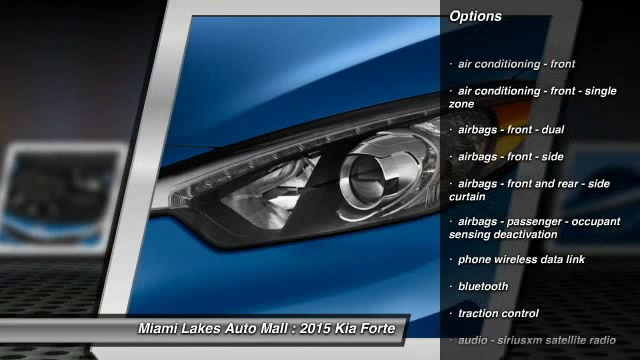 Options
· air conditioning - front
· air conditioning - front - single
zone
· airbags - front - dual
· airbags - front - side
· airbags - front and rear - side
curtain
· airbags - passenger - occupant
sensing deactivation
· phone wireless data link
· bluetooth
· traction control
· audio - siriusxm satellite radio
Miami Lakes Auto Mall : 2015 Kia Forte